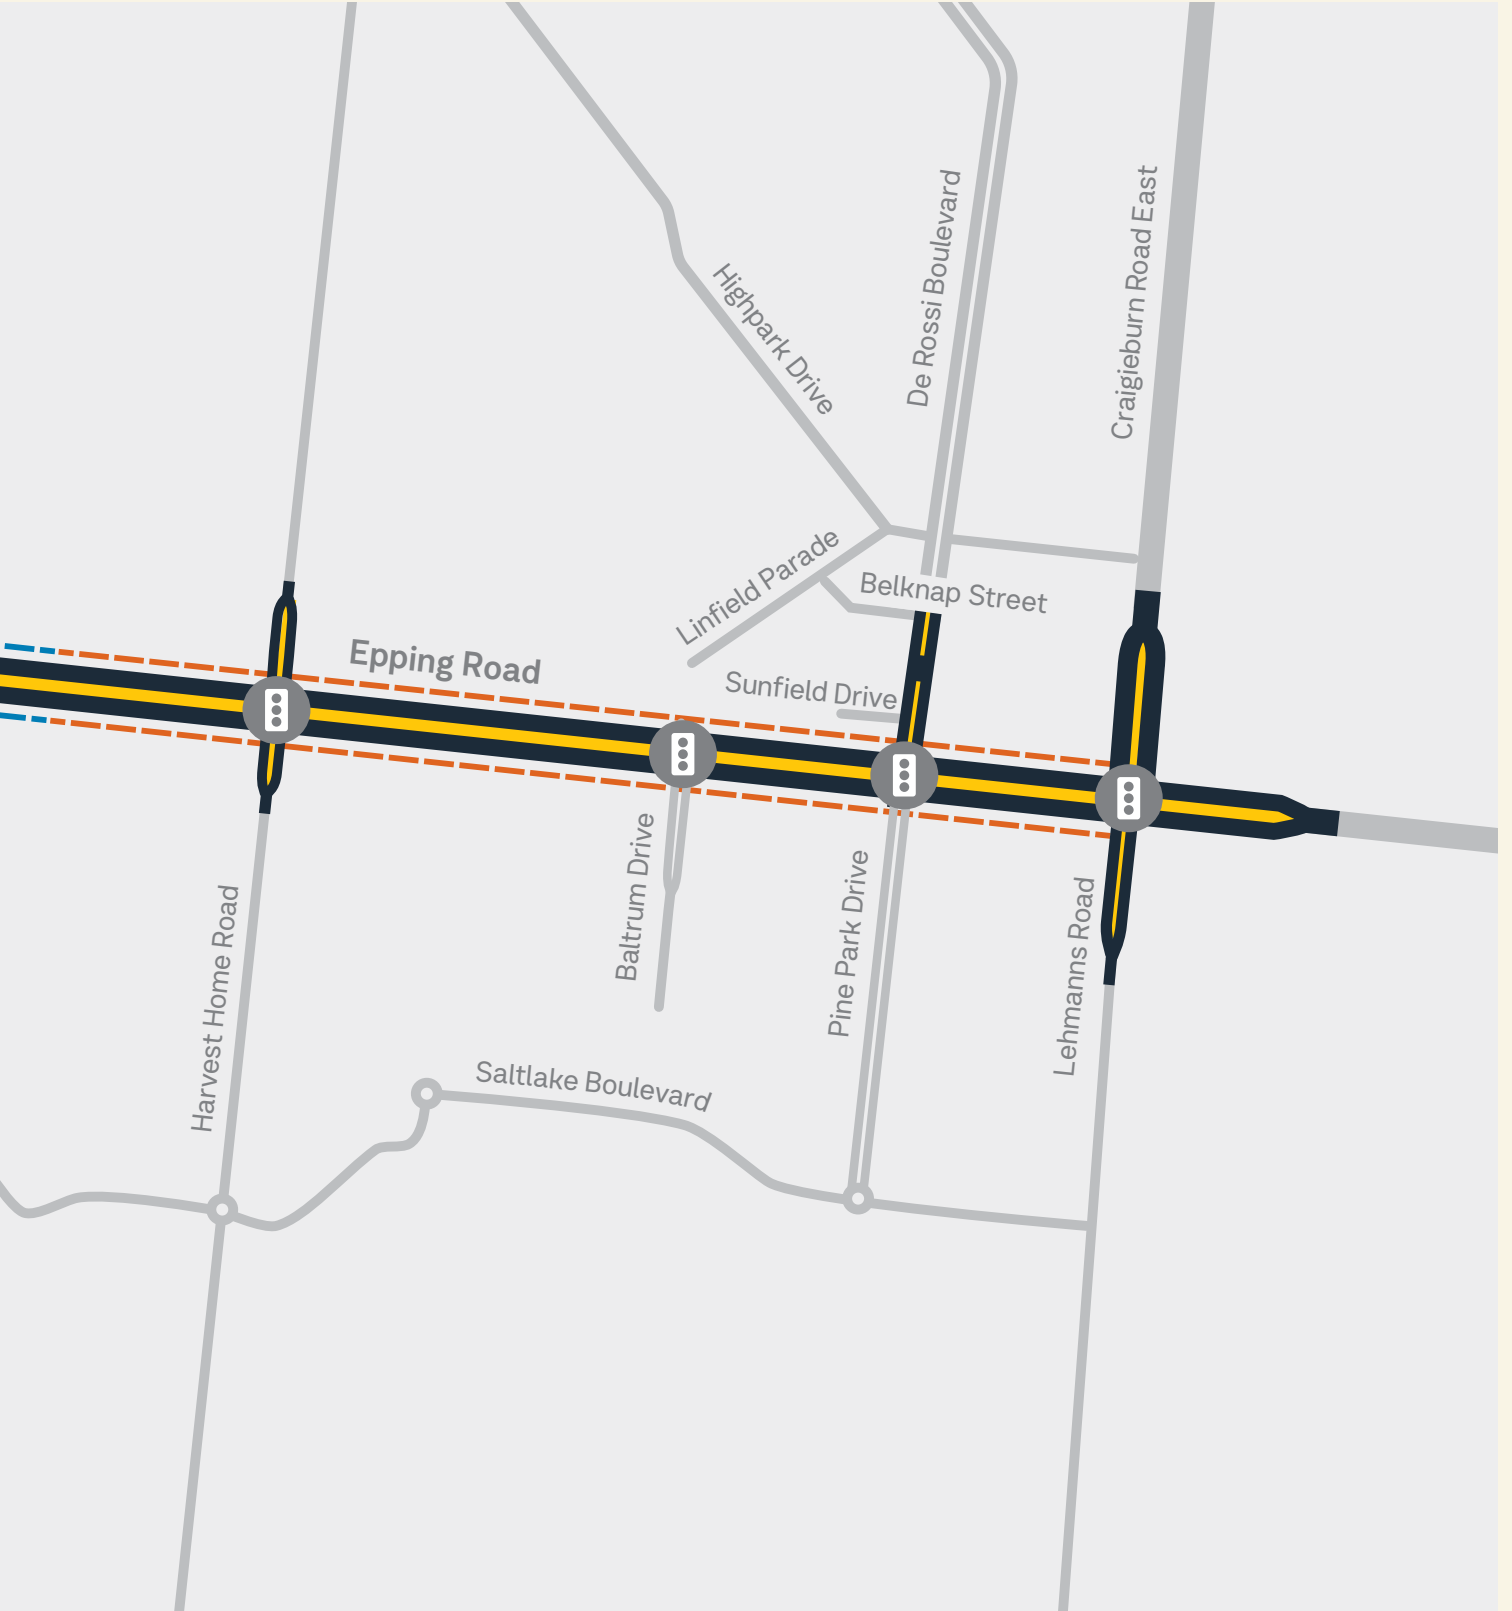 De Rossi Boulevard
Craigieburn Road East
Highpark Drive
Linfield Parade
Belknap Street
Epping Road
Sunfield Drive
Baltrum Drive
Pine Park Drive
Lehmanns Road
Harvest Home Road
Saltlake Boulevard